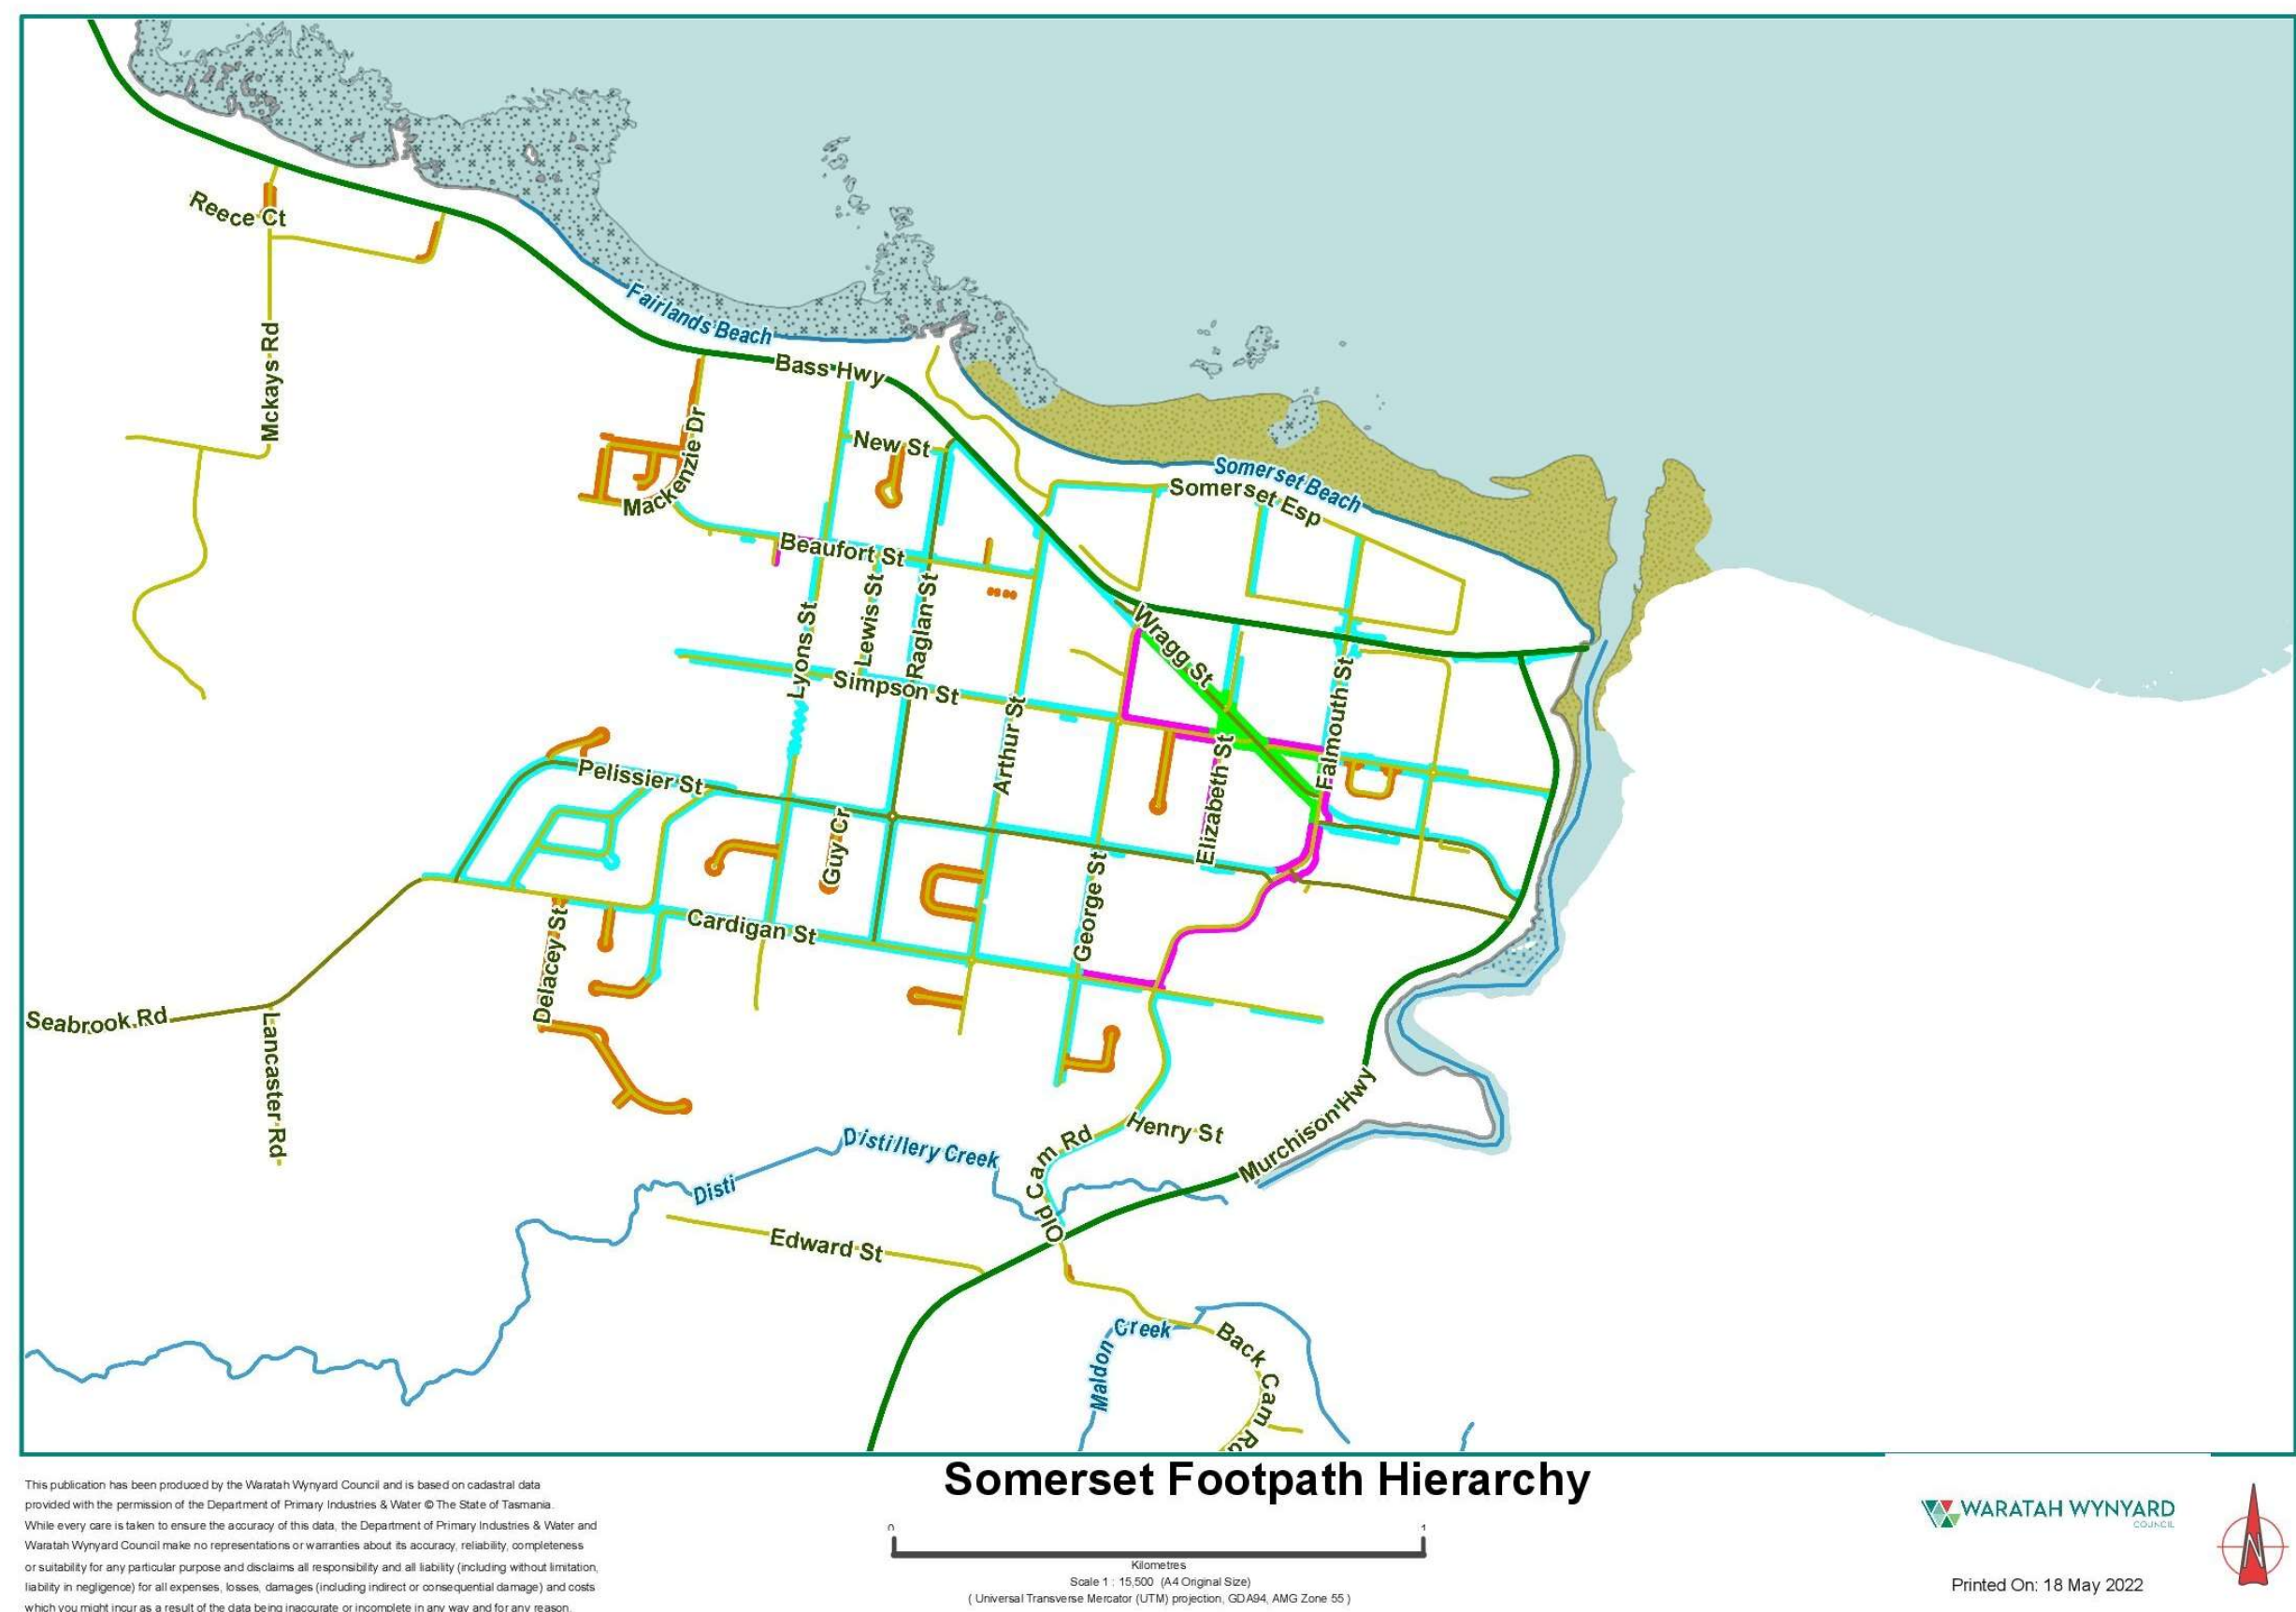 Reece Ct
Mckays Rd
Fairlands Beach
Bass Hwy
Mackenzie Dr
New St
Somerset Beach
Somerset Esp
Beaufort St
Lyons St
Lewis St
Raglan St
Wragg St
Simpson St
Arthur St
Falmouth St
Elizabeth St
Pelissier St
Guy Cr
George St
Cardigan St
Delacey St
Seabrook Rd
Lancaster Rd
Henry St
Old Cam Rd
Murchison Hwy
Distillery Creek
Disti
Edward St
Maldon Creek
Back Cam Rd
Somerset Footpath Hierarchy
0 1
Kilometres
Scale 1 : 15,500 (A4 Original Size)
( Universal Transverse Mercator (UTM) projection, GDA94, AMG Zone 55 )
This publication has been produced by the Waratah Wynyard Council and is based on cadastral data
provided with the permission of the Department of Primary Industries & Water © The State of Tasmania.
While every care is taken to ensure the accuracy of this data, the Department of Primary Industries & Water and
Waratah Wynyard Council make no representations or warranties about its accuracy, reliability, completeness
or suitability for any particular purpose and disclaims all responsibility and all liability (including without limitation,
liability in negligence) for all expenses, losses, damages (including indirect or consequential damage) and costs
which you might incur as a result of the data being inaccurate or incomplete in any way and for any reason.
WARATAH WYNYARD
COUNCIL
N
Printed On: 18 May 2022